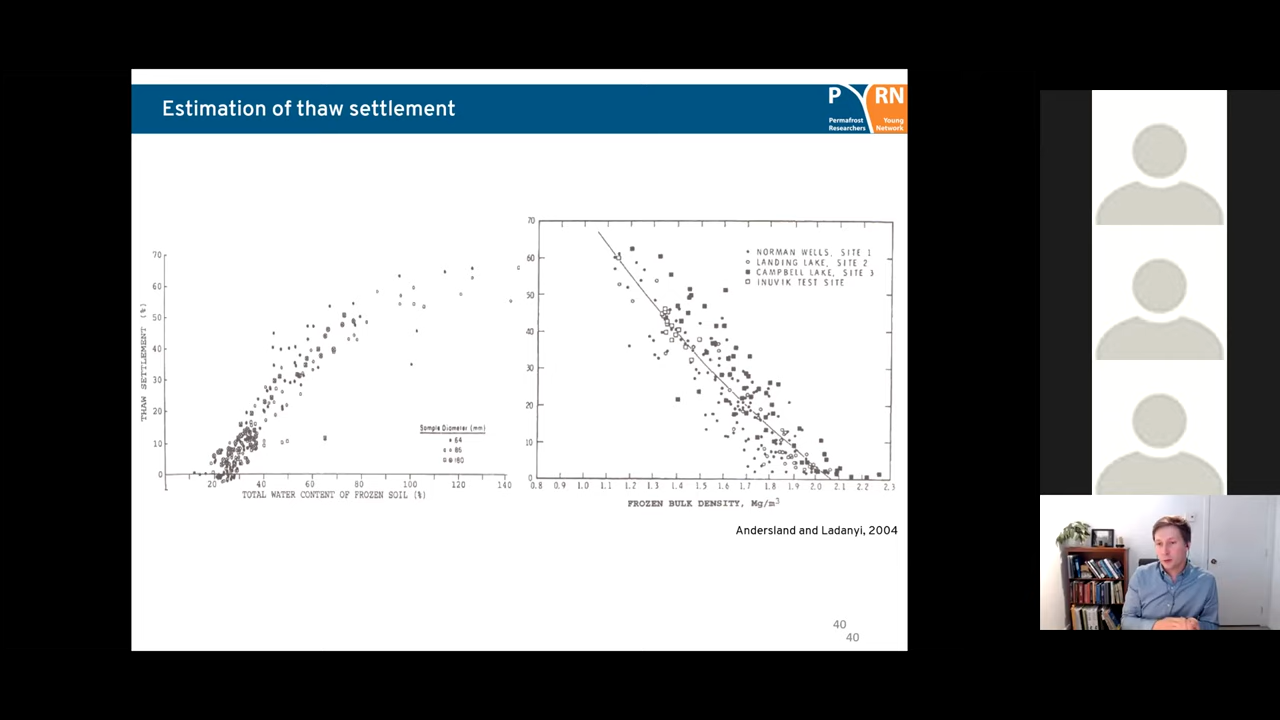 Estimation of thaw settlement
P RN
Permafrost Young
Researchers Network
70
60
50
40
30
20
10
0
THAW SETTLEMENT (%)
20 40 60 80 100 120 140
TOTAL WATER CONTENT OF FROZEN SOIL (%)
Sample Diameter (mm)
64
85
180
70
60
50
40
30
20
10
0
NORMAN WELLS, SITE 1
LANDING LAKE, SITE 2
CAMPBELL LAKE, SITE 3
INUVIK TEST SITE
0.8 0.9 1.0 1.1 1.2 1.3 1.4 1.5 1.6 1.7 1.8 1.9 2.0 2.1 2.2 2.3
FROZEN BULK DENSITY, Mg/m³
Andersland and Ladanyi, 2004
40
40